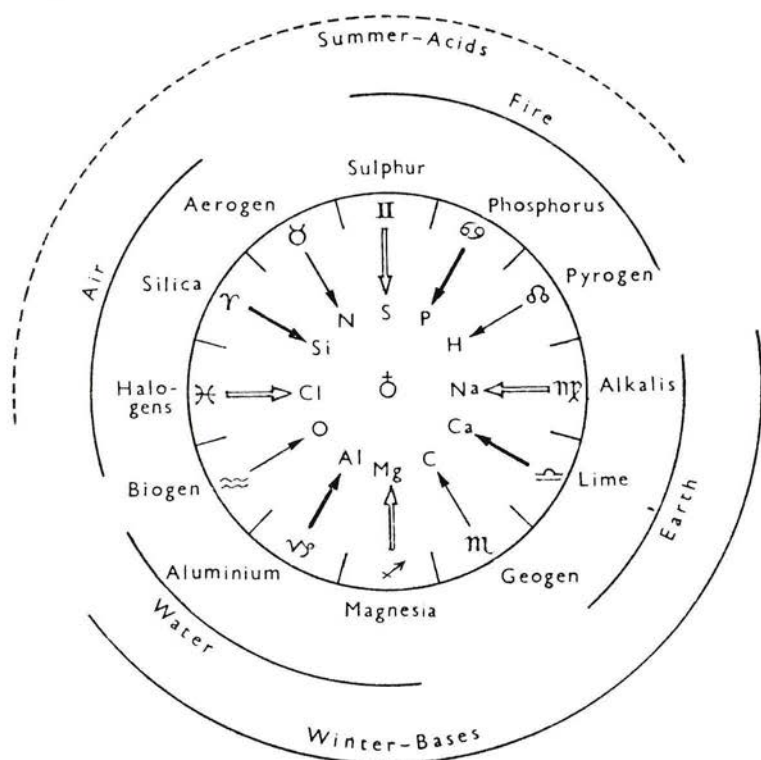 Summer-Acids
Fire
Sulphur
Aerogen
♊
Phosphorus
♉
♋
Air
Silica
Pyrogen
♈
N
S
P
☊
Si
H
Halo-
gens
♓
Cl
♁
Na
♍
Alkalis
O
Ca
Biogen
♒
Al
Mg
C
♎
Lime
Earth
♑
♐
♏
Aluminium
Geogen
Magnesia
Water
Winter-Bases